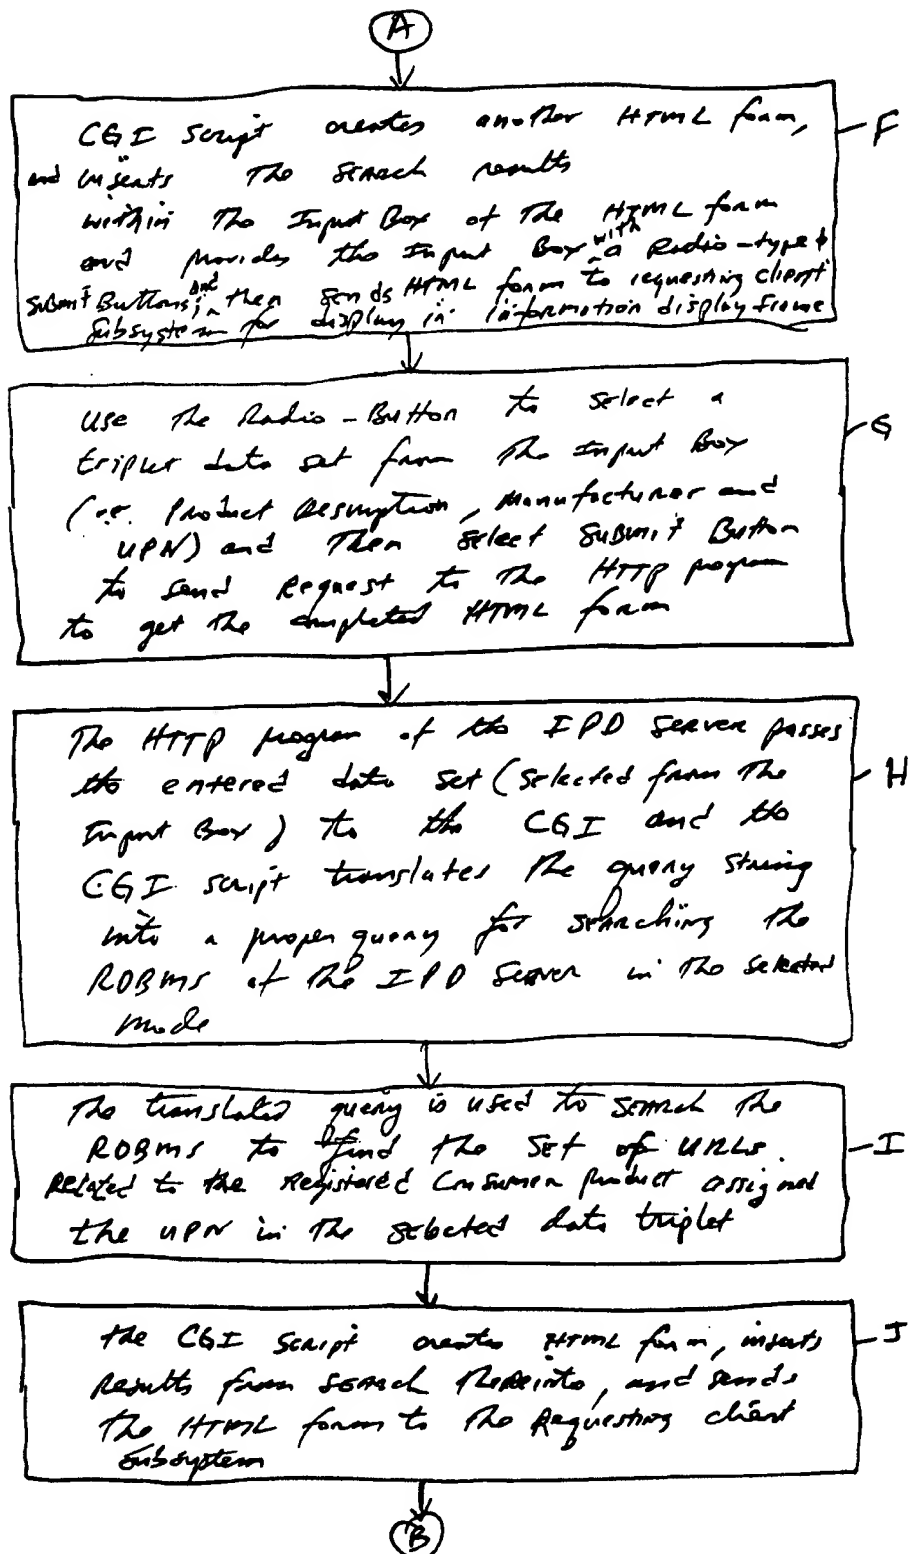 A
CGI Script creates another HTML form,
and inserts The Search results
within The Input Box of The HTML form
and provides the Input Box with a Radio-type &
Submit Buttons; and then sends HTML form to requesting client
Subsystem for display in information display frame
F
Use The Radio-Button to select a
triplet data set from The Input Box
(i.e. Product Description, Manufacturer and
UPN) and Then select Submit Button
to send Request to The HTTP program
to get The completed HTML form
G
The HTTP program of the IPD Server passes
the entered data set (selected from The
Input Box) to the CGI and the
CGI script translates The query string
into a proper query for searching The
RDBMS of The IPD Server in The selected
mode
H
The translated query is used to Search The
RDBMS to find The Set of URLs
Related to the Registered Consumer product assigned
the UPN in The selected data triplet
I
the CGI Script creates HTML form, inserts
Results from Search Thereinto, and sends
The HTML form to The Requesting client
Subsystem
J
B